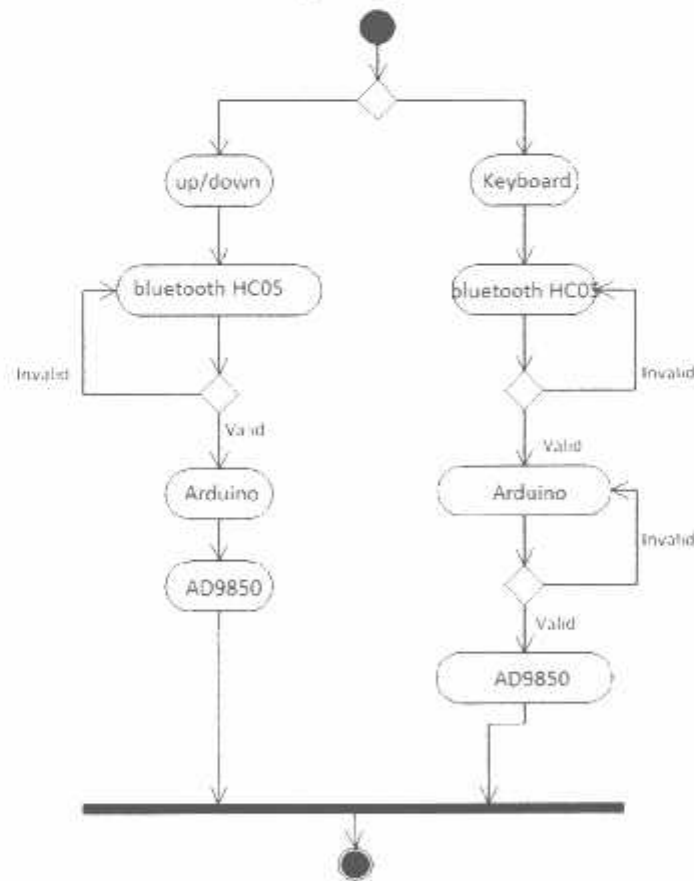 up/down
Keyboard
bluetooth HC05
bluetooth HC05
Invalid
Invalid
Valid
Valid
Arduino
Arduino
Invalid
AD9850
Valid
AD9850